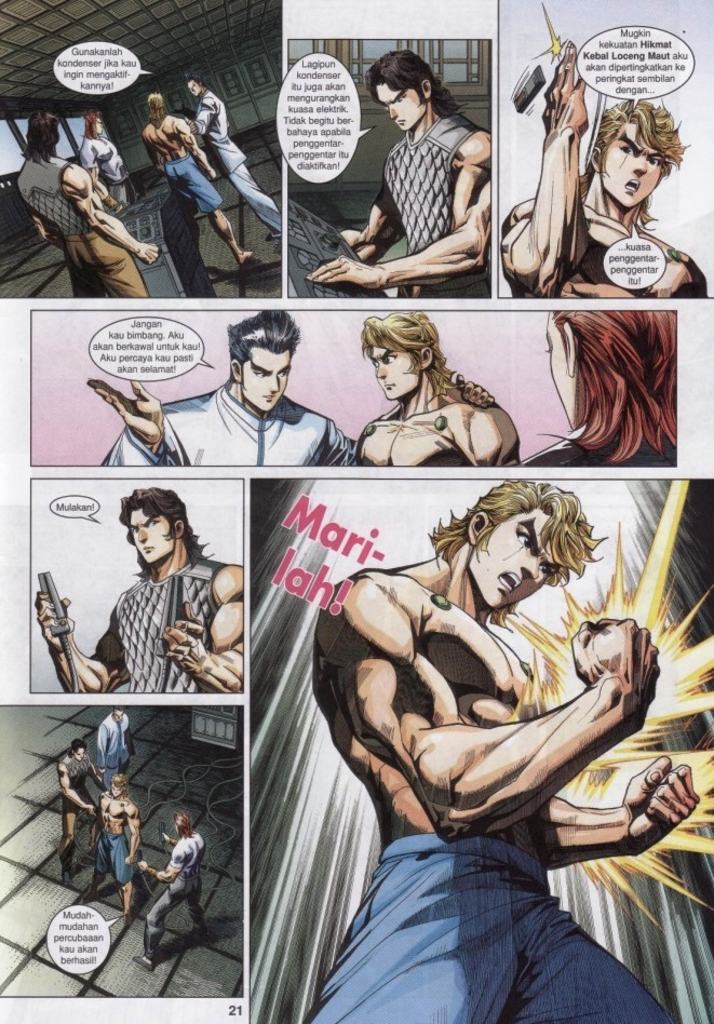 Gunakanlah
kondenser jika kau
ingin mengaktif-
kannya!
Lagipun
kondenser
itu juga akan
mengurangkan
kuasa elektrik.
Tidak begitu ber-
bahaya apabila
penggentar-
penggentar itu
diaktifkan!
Mugkin
kekuatan Hikmat
Kebal Loceng Maut aku
akan dipertingkatkan ke
peringkat sembilan
dengan...
...kuasa
penggentar-
penggentar
itu!
Jangan
kau bimbang. Aku
akan berkawal untuk kau!
Aku percaya kau pasti
akan selamat!
Mulakan!
Mari-
lah!
Mudah-
mudahan
percubaaan
kau akan
berhasil!
21